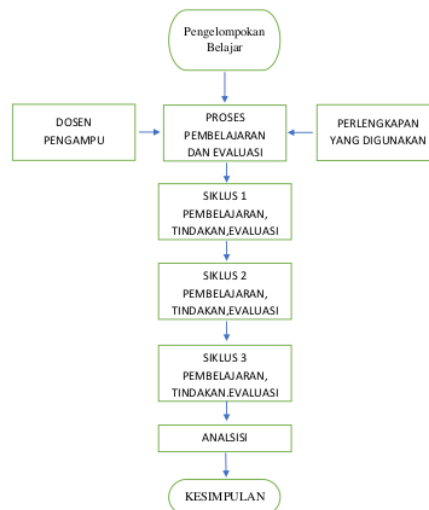 Pengelompokan
Belajar
DOSEN
PENGAMPU
PROSES
PEMBELAJARAN
DAN EVALUASI
PERLENGKAPAN
YANG DIGUNAKAN
SIKLUS 1
PEMBELAJARAN,
TINDAKAN,EVALUASI
SIKLUS 2
PEMBELAJARAN,
TINDAKAN,EVALUASI
SIKLUS 3
PEMBELAJARAN,
TINDAKAN.EVALUASI
ANALSISI
KESIMPULAN